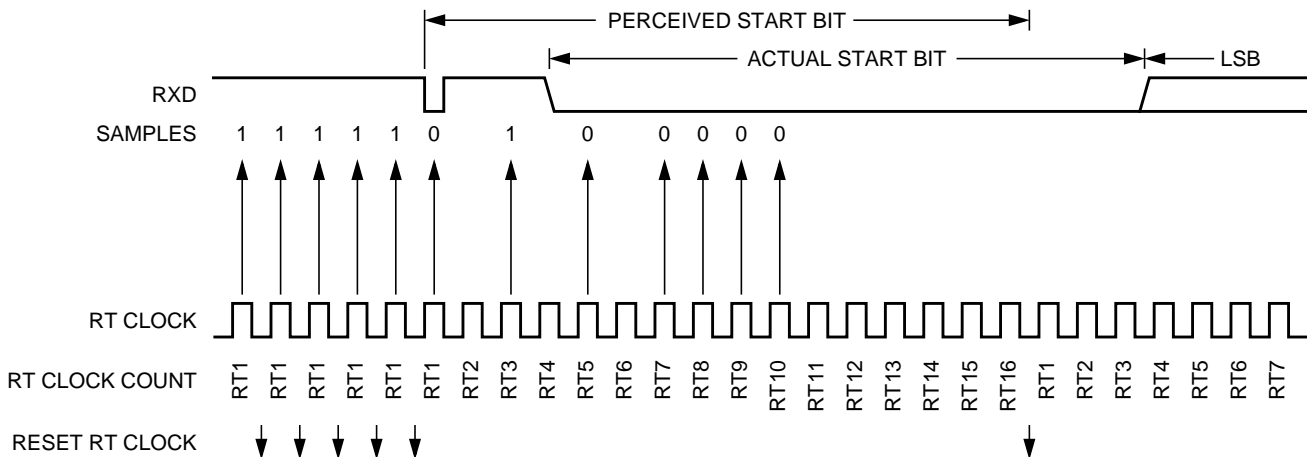 PERCEIVED START BIT
ACTUAL START BIT LSB
RXD
SAMPLES 1 1 1 1 1 0 1 0 0 0 0 0
RT CLOCK
RT CLOCK COUNT RT1 RT1 RT1 RT1 RT1 RT1 RT2 RT3 RT4 RT5 RT6 RT7 RT8 RT9 RT10 RT11 RT12 RT13 RT14 RT15 RT16 RT1 RT2 RT3 RT4 RT5 RT6 RT7
RESET RT CLOCK